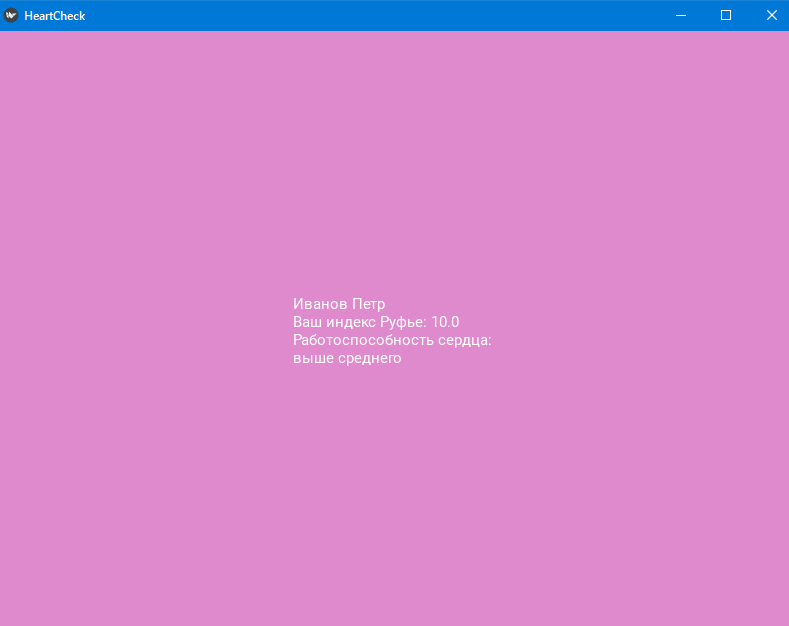 HeartCheck
Иванов Петр
Ваш индекс Руфье: 10.0
Работоспособность сердца:
выше среднего